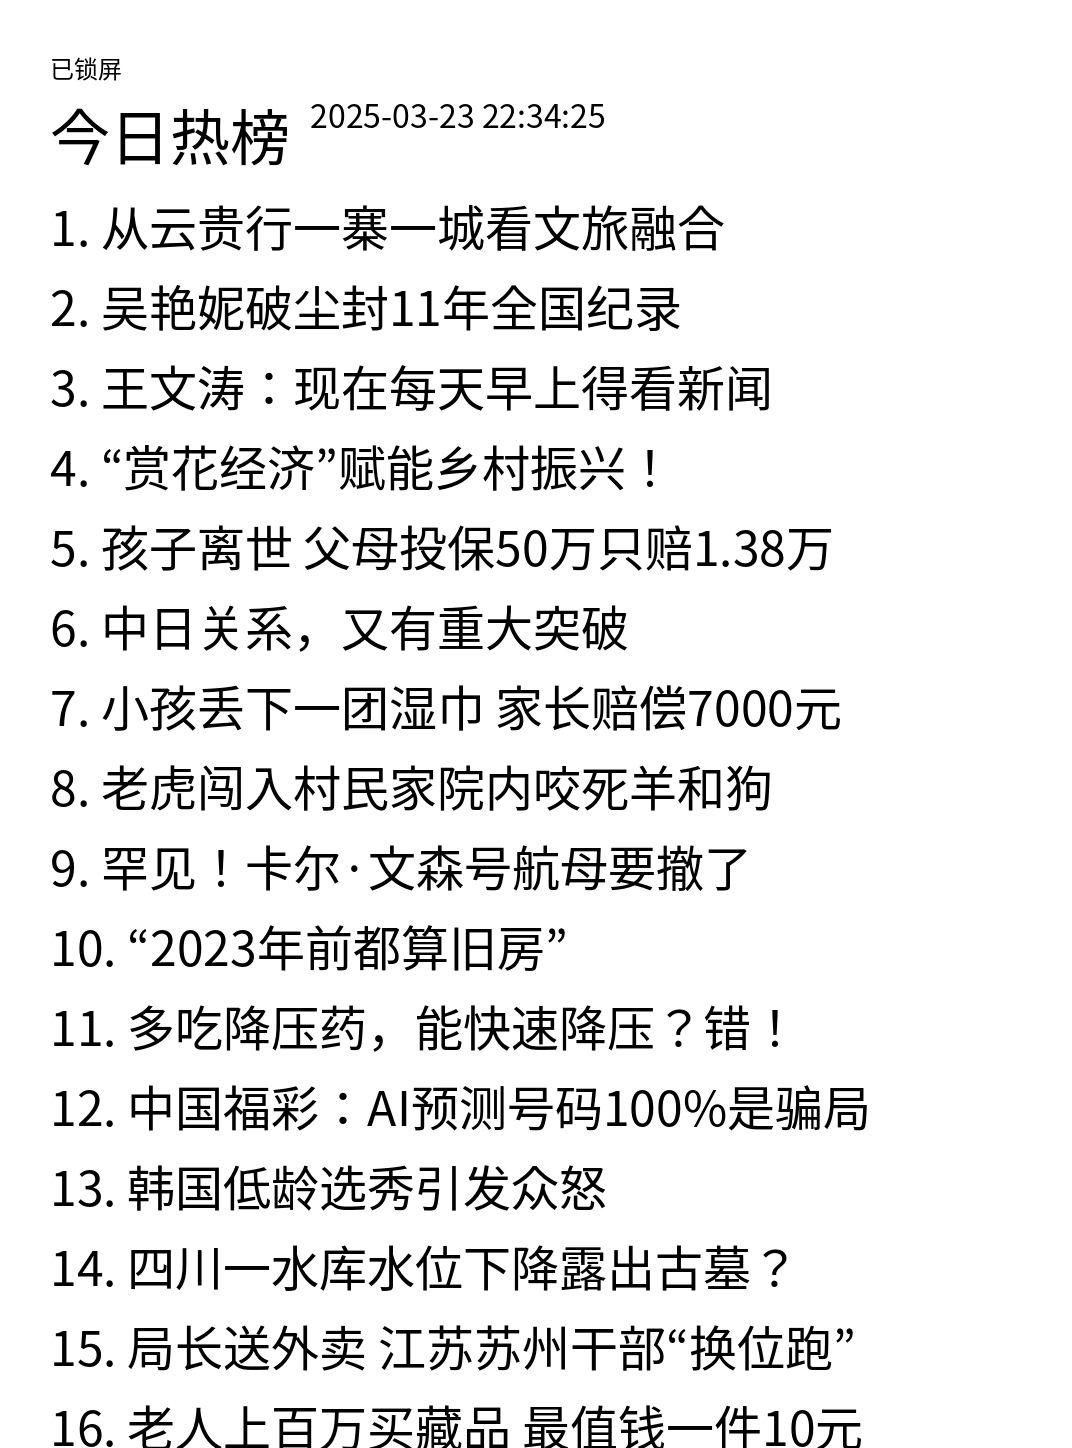 已锁屏
今日热榜 2025-03-23 22:34:25
1. 从云贵行一寨一城看文旅融合
2. 吴艳妮破尘封11年全国纪录
3. 王文涛：现在每天早上得看新闻
4. “赏花经济”赋能乡村振兴！
5. 孩子离世 父母投保50万只赔1.38万
6. 中日关系，又有重大突破
7. 小孩丢下一团湿巾 家长赔偿7000元
8. 老虎闯入村民家院内咬死羊和狗
9. 罕见！卡尔·文森号航母要撤了
10. “2023年前都算旧房”
11. 多吃降压药，能快速降压？错！
12. 中国福彩：AI预测号码100%是骗局
13. 韩国低龄选秀引发众怒
14. 四川一水库水位下降露出古墓？
15. 局长送外卖 江苏苏州干部“换位跑”
16. 老人上百万买藏品 最值钱一件10元